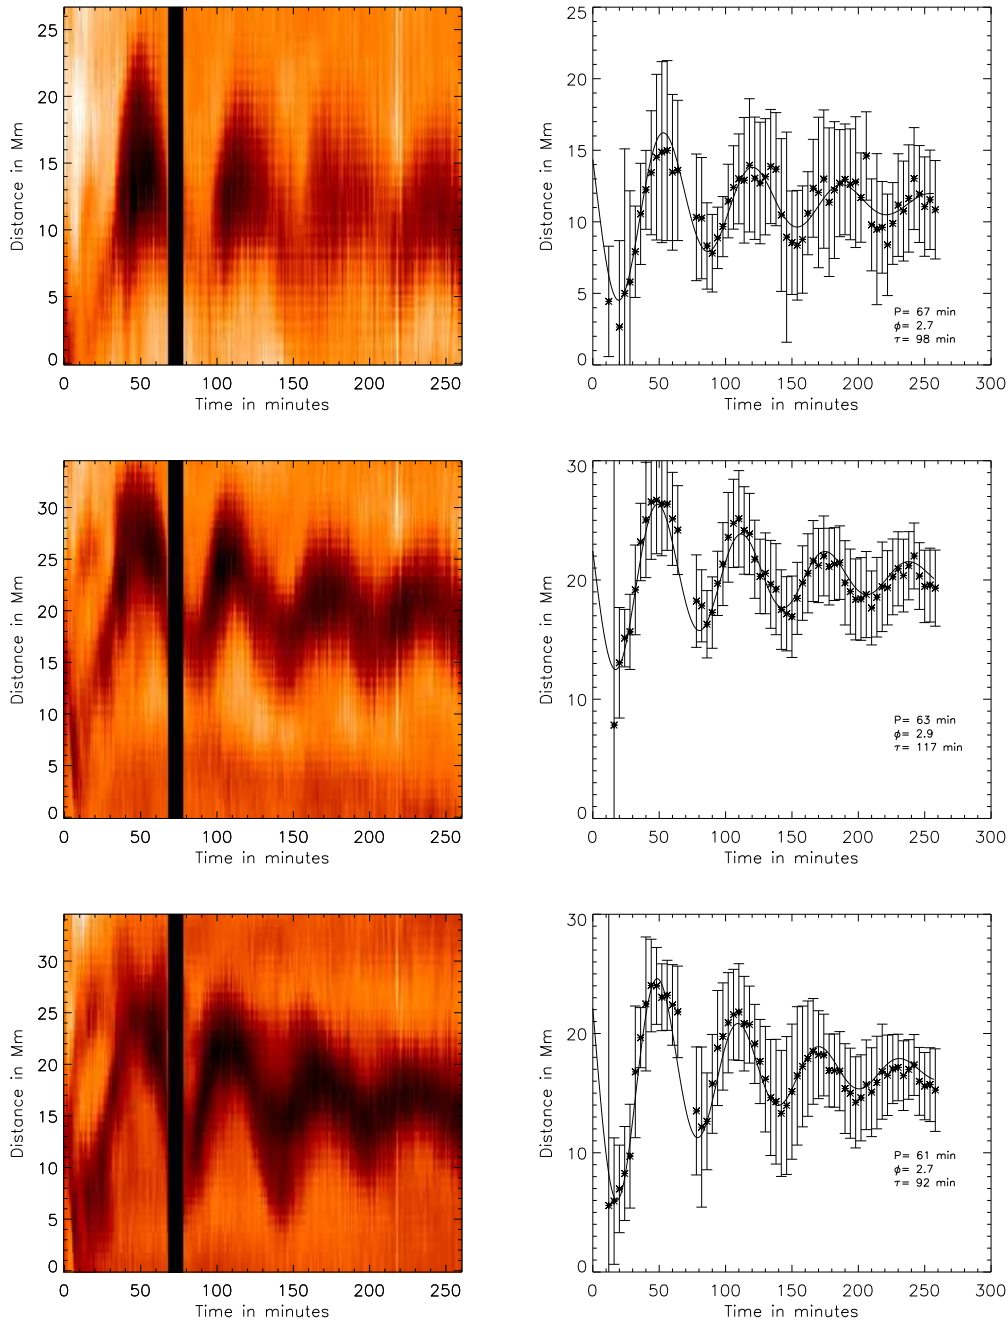 25
20
15
10
5
0
Distance in Mm
0 50 100 150 200 250
Time in minutes
25
20
15
10
5
0
Distance in Mm
P= 67 min
ϕ= 2.7
τ= 98 min
0 50 100 150 200 250 300
Time in minutes
30
25
20
15
10
5
0
Distance in Mm
0 50 100 150 200 250
Time in minutes
30
20
10
0
Distance in Mm
P= 63 min
ϕ= 2.9
τ= 117 min
0 50 100 150 200 250 300
Time in minutes
30
25
20
15
10
5
0
Distance in Mm
0 50 100 150 200 250
Time in minutes
30
20
10
0
Distance in Mm
P= 61 min
ϕ= 2.7
τ= 92 min
0 50 100 150 200 250 300
Time in minutes